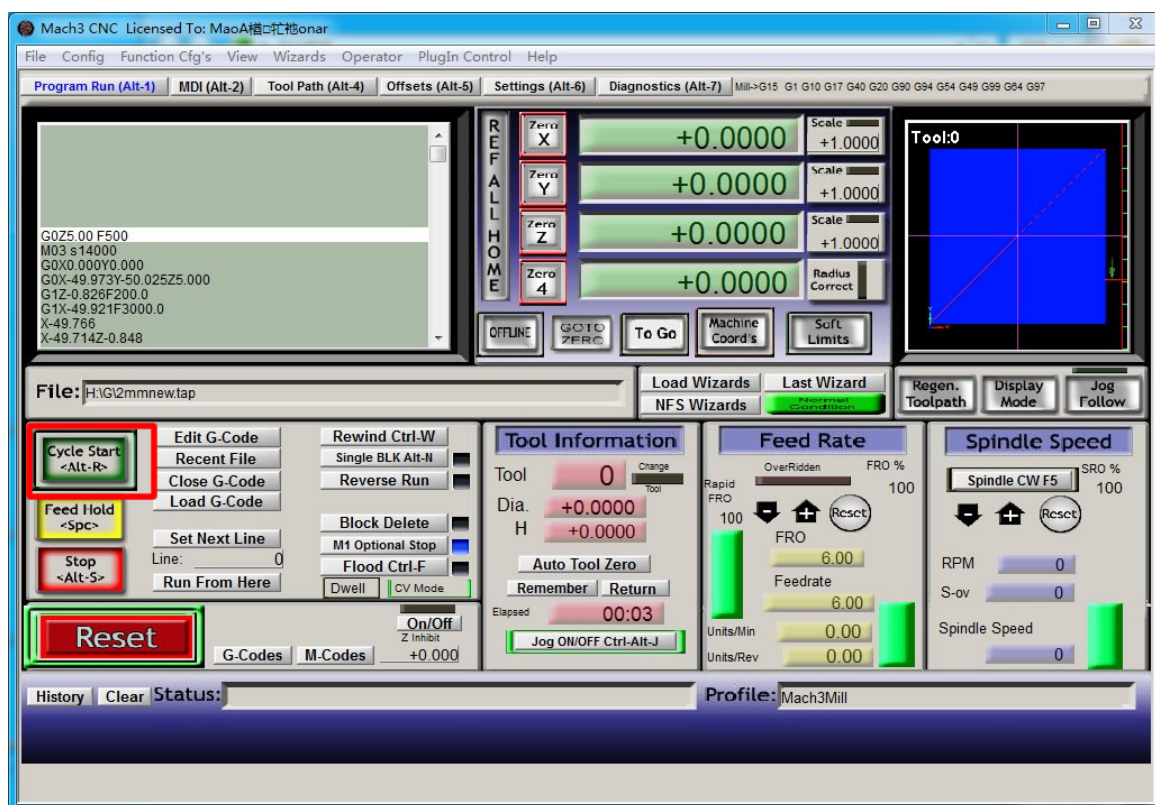 Mach3 CNC Licensed To: MaoA楢□牤祂onar
File Config Function Cfg's View Wizards Operator PlugIn Control Help
Program Run (Alt-1) MDI (Alt-2) Tool Path (Alt-4) Offsets (Alt-5) Settings (Alt-6) Diagnostics (Alt-7) Mill->G15 G1 G10 G17 G40 G20 G90 G94 G54 G49 G99 G64 G97
G0Z5.00 F500
M03 s14000
G0X0.000Y0.000
G0X-49.973Y-50.025Z5.000
G1Z-0.826F200.0
G1X-49.921F3000.0
X-49.766
X-49.714Z-0.848
REF ALL HOME
Zero X +0.0000 Scale +1.0000
Zero Y +0.0000 Scale +1.0000
Zero Z +0.0000 Scale +1.0000
Zero 4 +0.0000 Radius Correct
OFFLINE GOTO ZERO To Go Machine Coord's Soft Limits
Tool:0
File: H:\G\2mmnew.tap
Load Wizards Last Wizard
NFS Wizards Normal Condition
Regen. Toolpath Display Mode Jog Follow
Cycle Start <Alt-R>
Feed Hold <Spc>
Stop <Alt-S>
Edit G-Code
Recent File
Close G-Code
Load G-Code
Set Next Line
Line: 0
Run From Here
Rewind Ctrl-W
Single BLK Alt-N
Reverse Run
Block Delete
M1 Optional Stop
Flood Ctrl-F
Dwell CV Mode
Reset
G-Codes M-Codes
On/Off
Z Inhibit
+0.000
Tool Information
Tool 0 Change Tool
Dia. +0.0000
H +0.0000
Auto Tool Zero
Remember Return
Elapsed 00:03
Jog ON/OFF Ctrl-Alt-J
Feed Rate
OverRidden FRO % 100
Rapid FRO 100
Reset
FRO
6.00
Feedrate
6.00
Units/Min 0.00
Units/Rev 0.00
Spindle Speed
Spindle CW F5 SRO % 100
Reset
RPM 0
S-ov 0
Spindle Speed
0
History Clear Status:
Profile: Mach3Mill